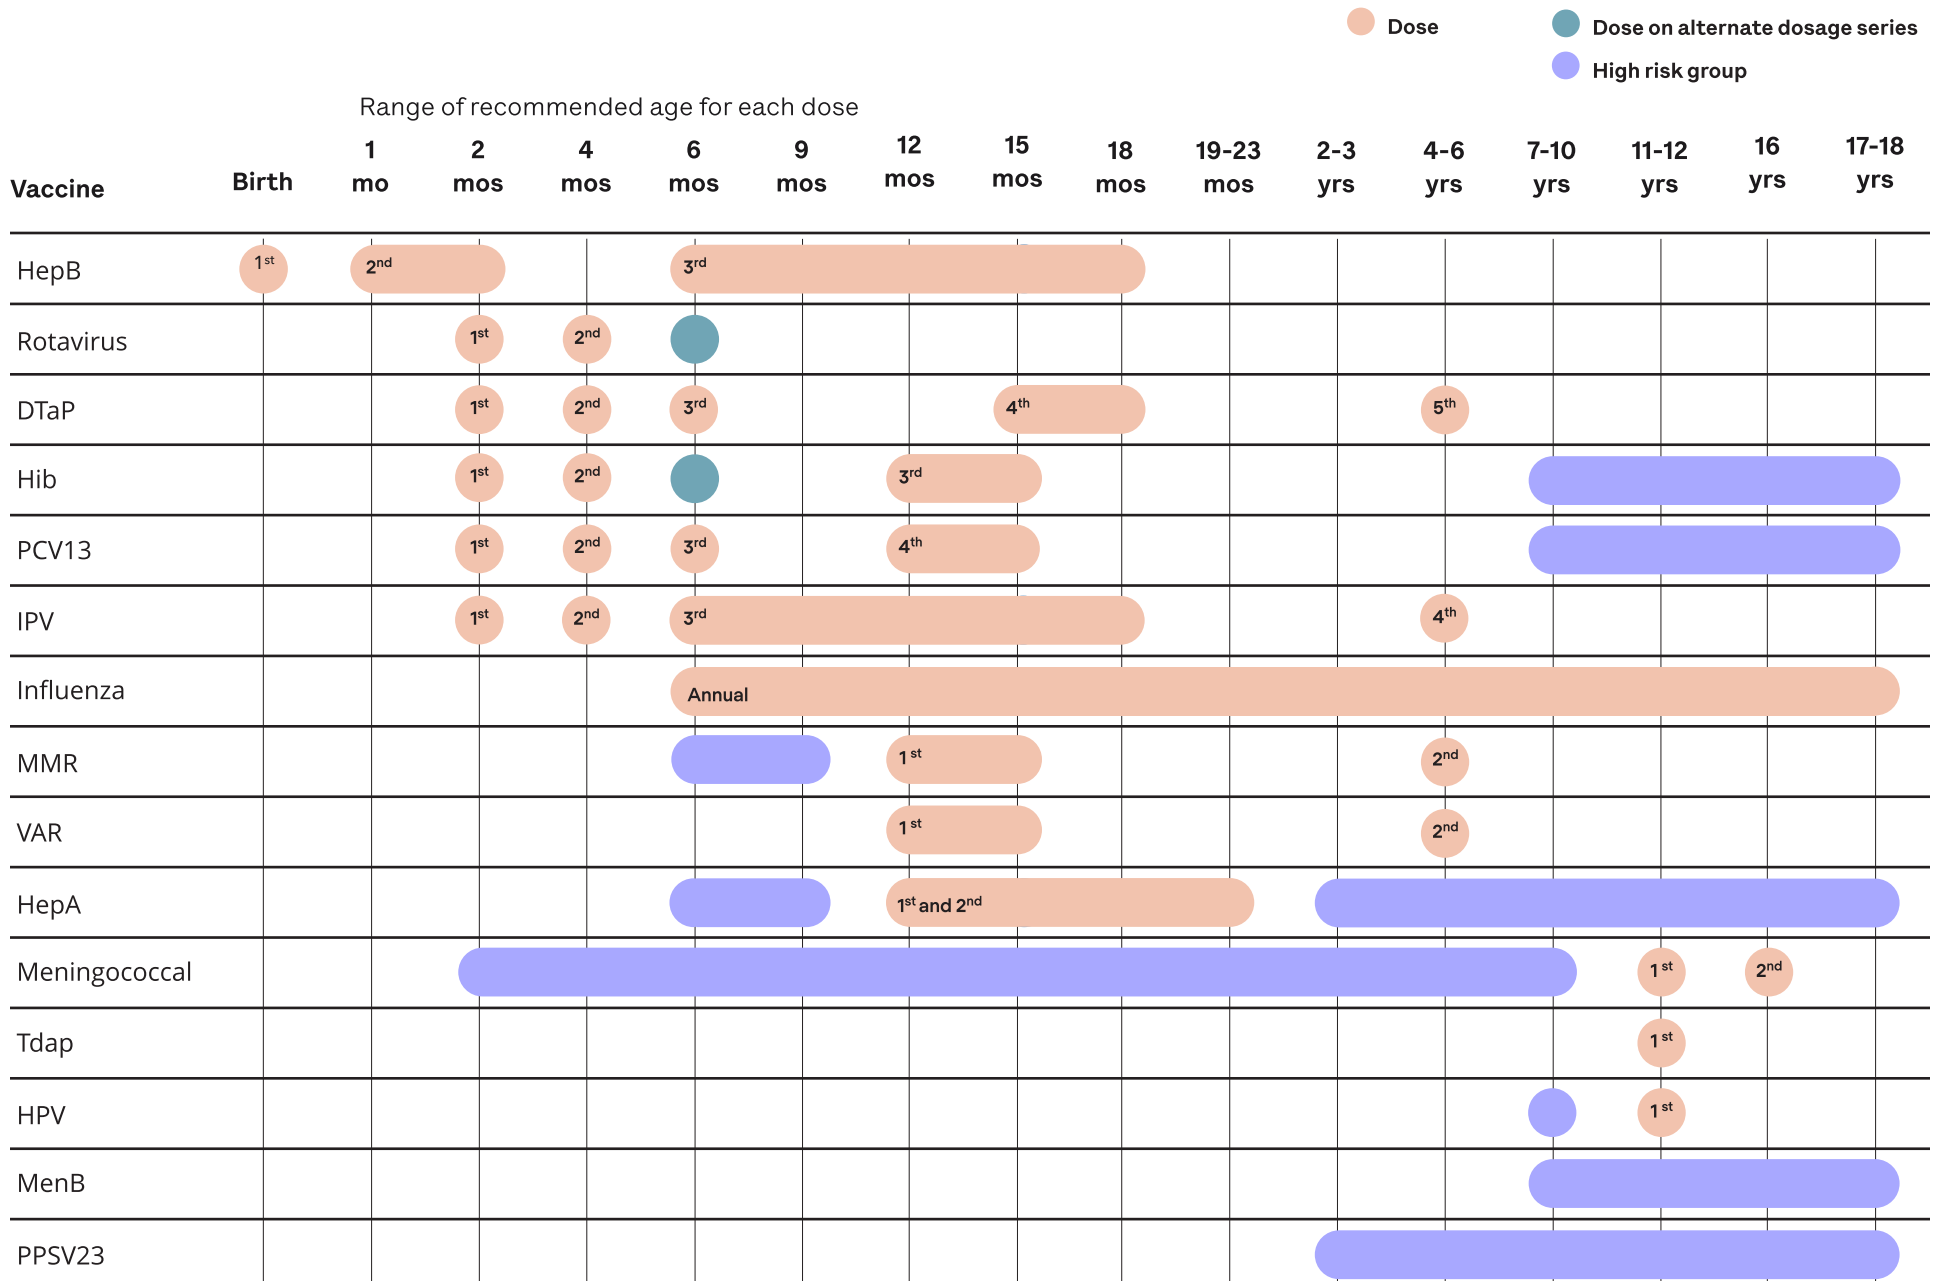 Dose
Dose on alternate dosage series
High risk group
Range of recommended age for each dose
Vaccine
Birth
1
mo
2
mos
4
mos
6
mos
9
mos
12
mos
15
mos
18
mos
19-23
mos
2-3
yrs
4-6
yrs
7-10
yrs
11-12
yrs
16
yrs
17-18
yrs
HepB 1st 2nd 3rd
Rotavirus 1st 2nd
DTaP 1st 2nd 3rd 4th 5th
Hib 1st 2nd 3rd
PCV13 1st 2nd 3rd 4th
IPV 1st 2nd 3rd 4th
Influenza Annual
MMR 1st 2nd
VAR 1st 2nd
HepA 1st and 2nd
Meningococcal 1st 2nd
Tdap 1st
HPV 1st
MenB
PPSV23